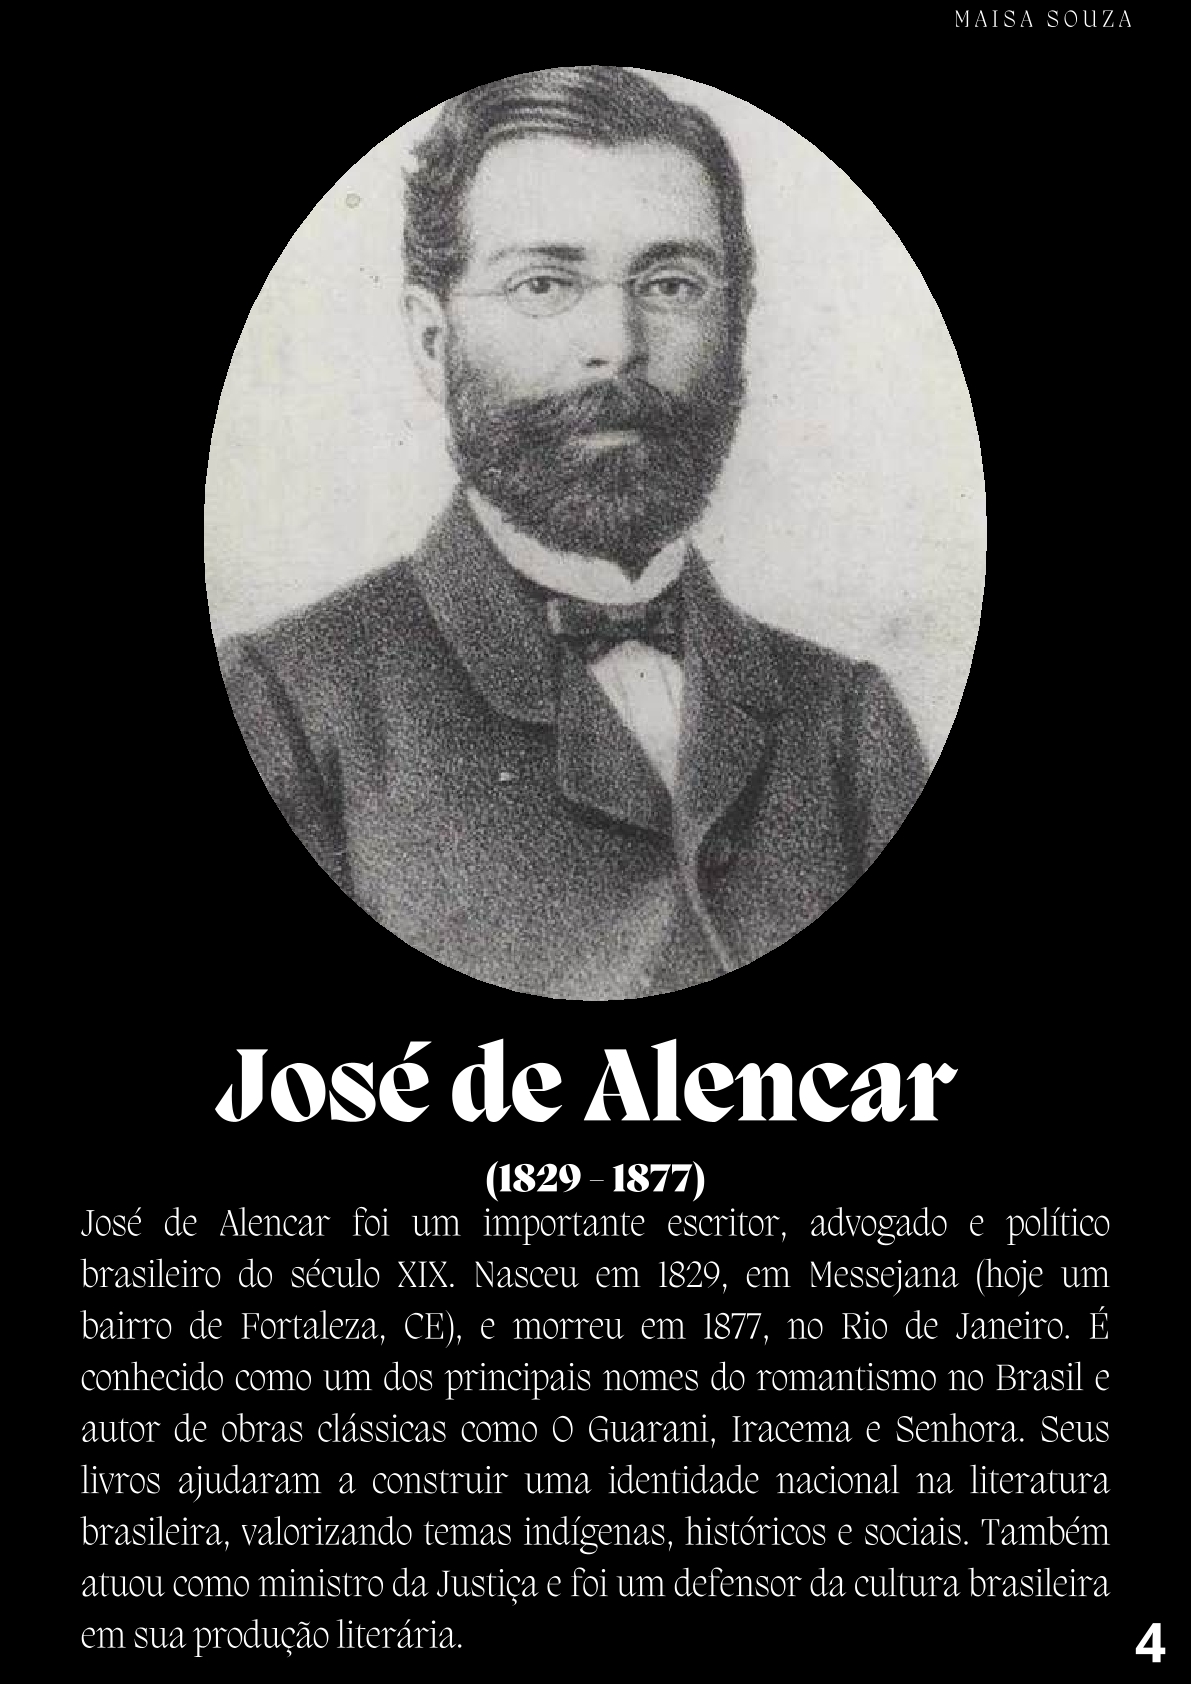 MAISA SOUZA
José de Alencar
(1829 – 1877)
José de Alencar foi um importante escritor, advogado e político
brasileiro do século XIX. Nasceu em 1829, em Messejana (hoje um
bairro de Fortaleza, CE), e morreu em 1877, no Rio de Janeiro. É
conhecido como um dos principais nomes do romantismo no Brasil e
autor de obras clássicas como O Guarani, Iracema e Senhora. Seus
livros ajudaram a construir uma identidade nacional na literatura
brasileira, valorizando temas indígenas, históricos e sociais. Também
atuou como ministro da Justiça e foi um defensor da cultura brasileira
em sua produção literária.
4